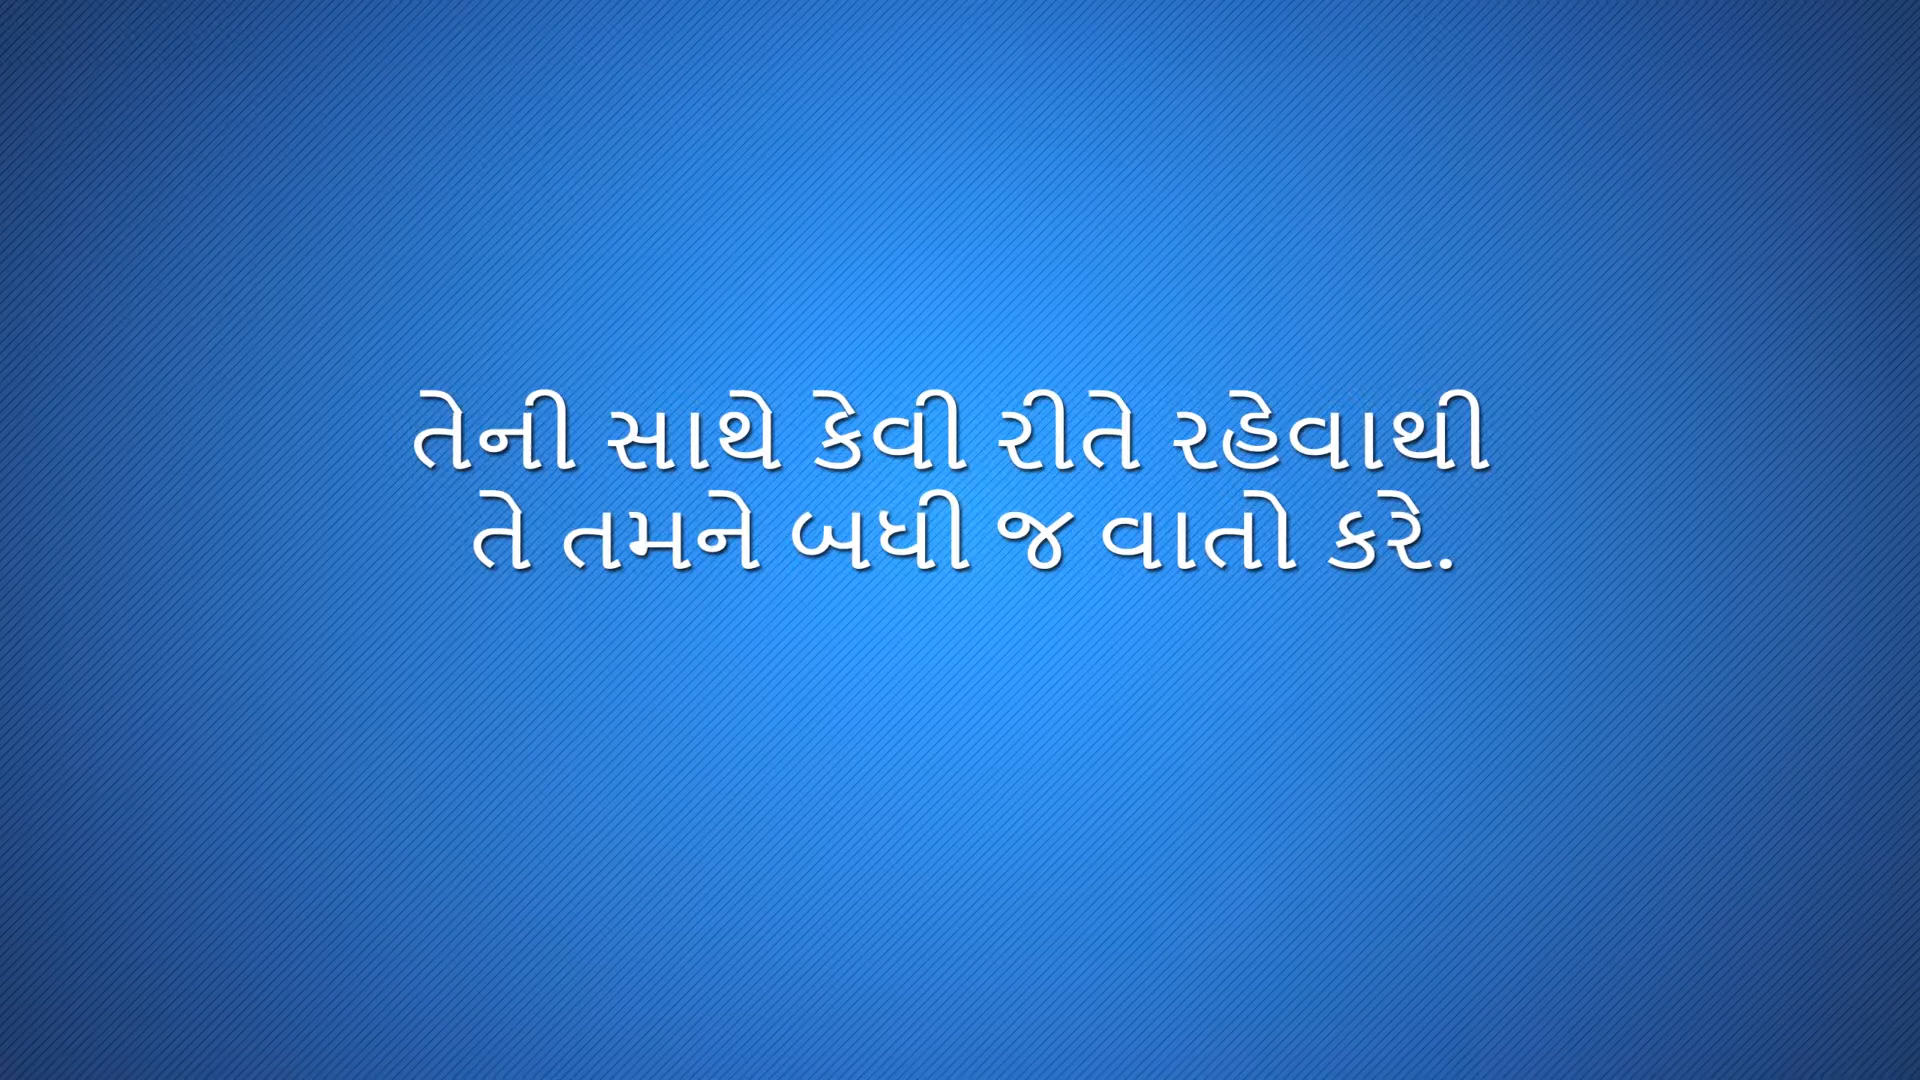 તેની સાથે કેવી રીતે રહેવાથી
તે તમને બધી જ વાતો કરે.